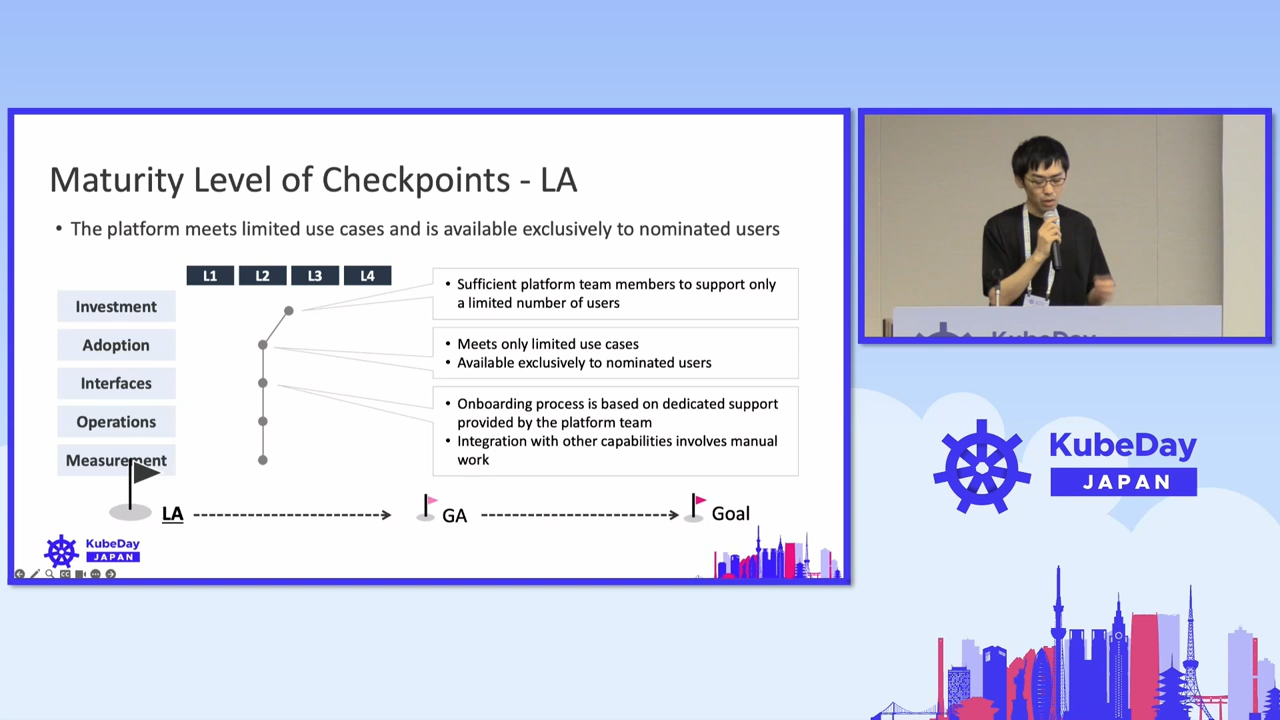 Maturity Level of Checkpoints - LA
• The platform meets limited use cases and is available exclusively to nominated users
L1 L2 L3 L4
Investment
Adoption
Interfaces
Operations
Measurement
• Sufficient platform team members to support only
a limited number of users
• Meets only limited use cases
• Available exclusively to nominated users
• Onboarding process is based on dedicated support
provided by the platform team
• Integration with other capabilities involves manual
work
LA
GA
Goal
KubeDay
JAPAN
KubeDay
JAPAN